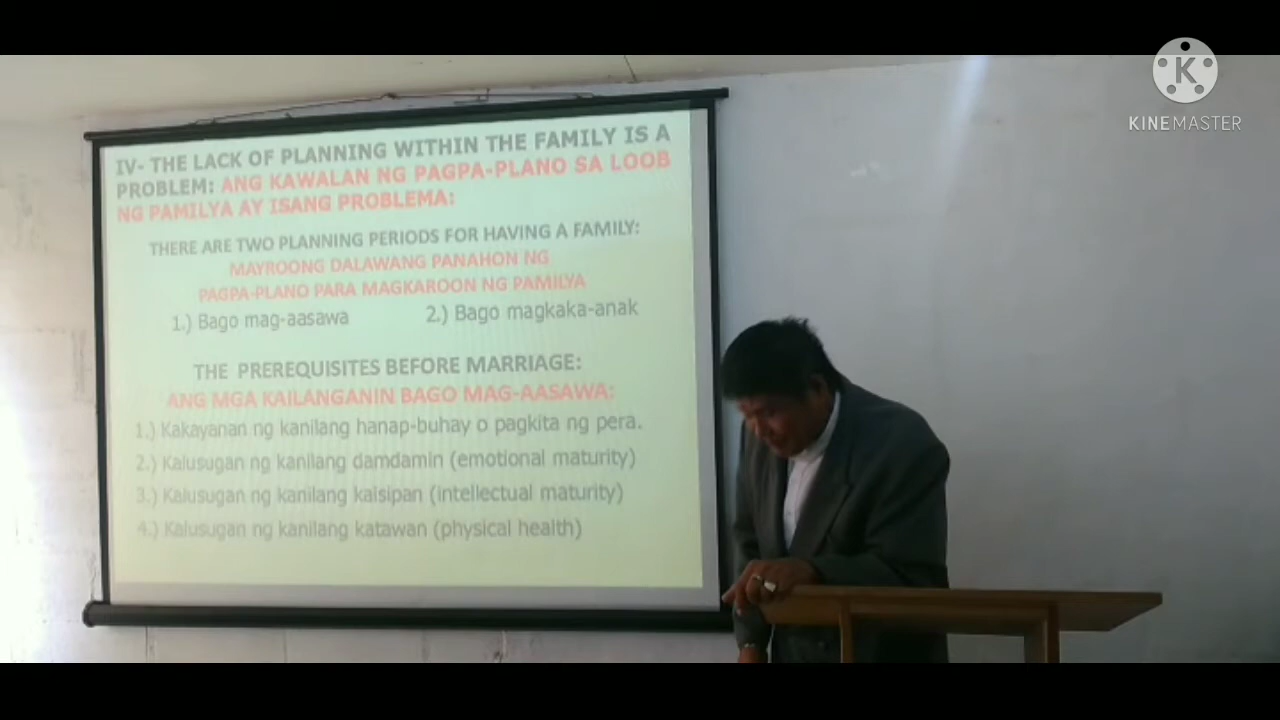 IV- THE LACK OF PLANNING WITHIN THE FAMILY IS A
PROBLEM: ANG KAWALAN NG PAGPA-PLANO SA LOOB
NG PAMILYA AY ISANG PROBLEMA:
THERE ARE TWO PLANNING PERIODS FOR HAVING A FAMILY:
MAYROONG DALAWANG PANAHON NG
PAGPA-PLANO PARA MAGKAROON NG PAMILYA
1.) Bago mag-aasawa 2.) Bago magkaka-anak
THE PREREQUISITES BEFORE MARRIAGE:
ANG MGA KAILANGANIN BAGO MAG-AASAWA:
1.) Kakayanan ng kanilang hanap-buhay o pagkita ng pera.
2.) Kalusugan ng kanilang damdamin (emotional maturity)
3.) Kalusugan ng kanilang kaisipan (intellectual maturity)
4.) Kalusugan ng kanilang katawan (physical health)
K
KINEMASTER